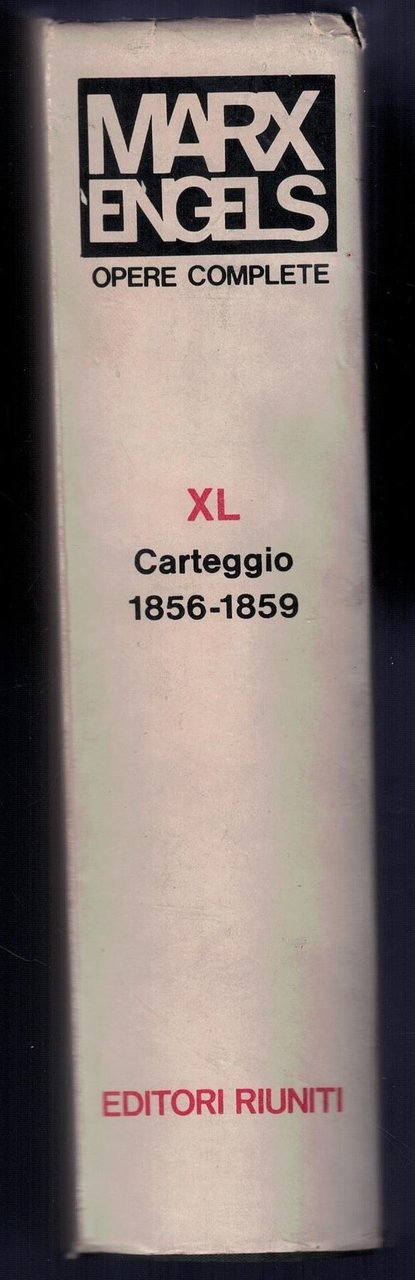 MARX
ENGELS
OPERE COMPLETE
XL
Carteggio
1856-1859
EDITORI RIUNITI